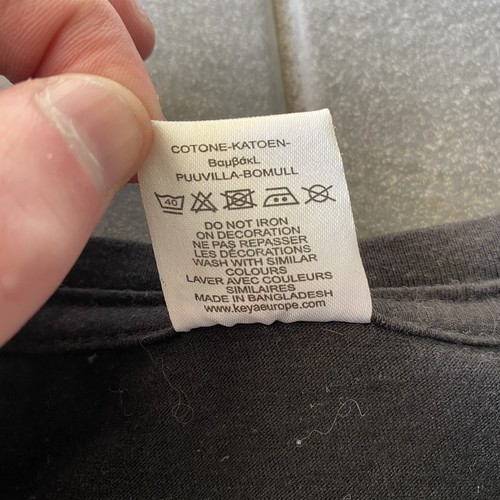 COTONE-KATOEN-
ΒαμβάκL
PUUVILLA-BOMULL
40
DO NOT IRON
ON DECORATION
NE PAS REPASSER
LES DÉCORATIONS
WASH WITH SIMILAR
COLOURS
LAVER AVEC COULEURS
SIMILAIRES
MADE IN BANGLADESH
www.keyaeurope.com